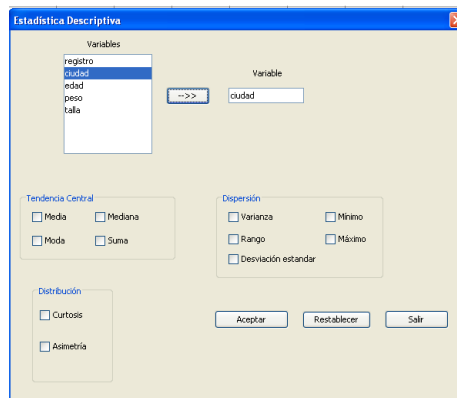 Estadística Descriptiva
Variables
registro
ciudad
edad
peso
talla
-->>
Variable
ciudad
Tendencia Central
Media Mediana
Moda Suma
Dispersión
Varianza Mínimo
Rango Máximo
Desviación estandar
Distribución
Curtosis
Asimetría
Aceptar Restablecer Salir